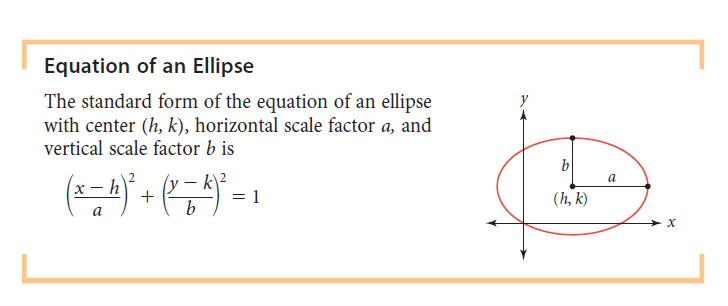 Equation of an Ellipse
The standard form of the equation of an ellipse
with center (h, k), horizontal scale factor a, and
vertical scale factor b is
((x − h)/a)² + ((y − k)/b)² = 1
y
b
a
(h, k)
x